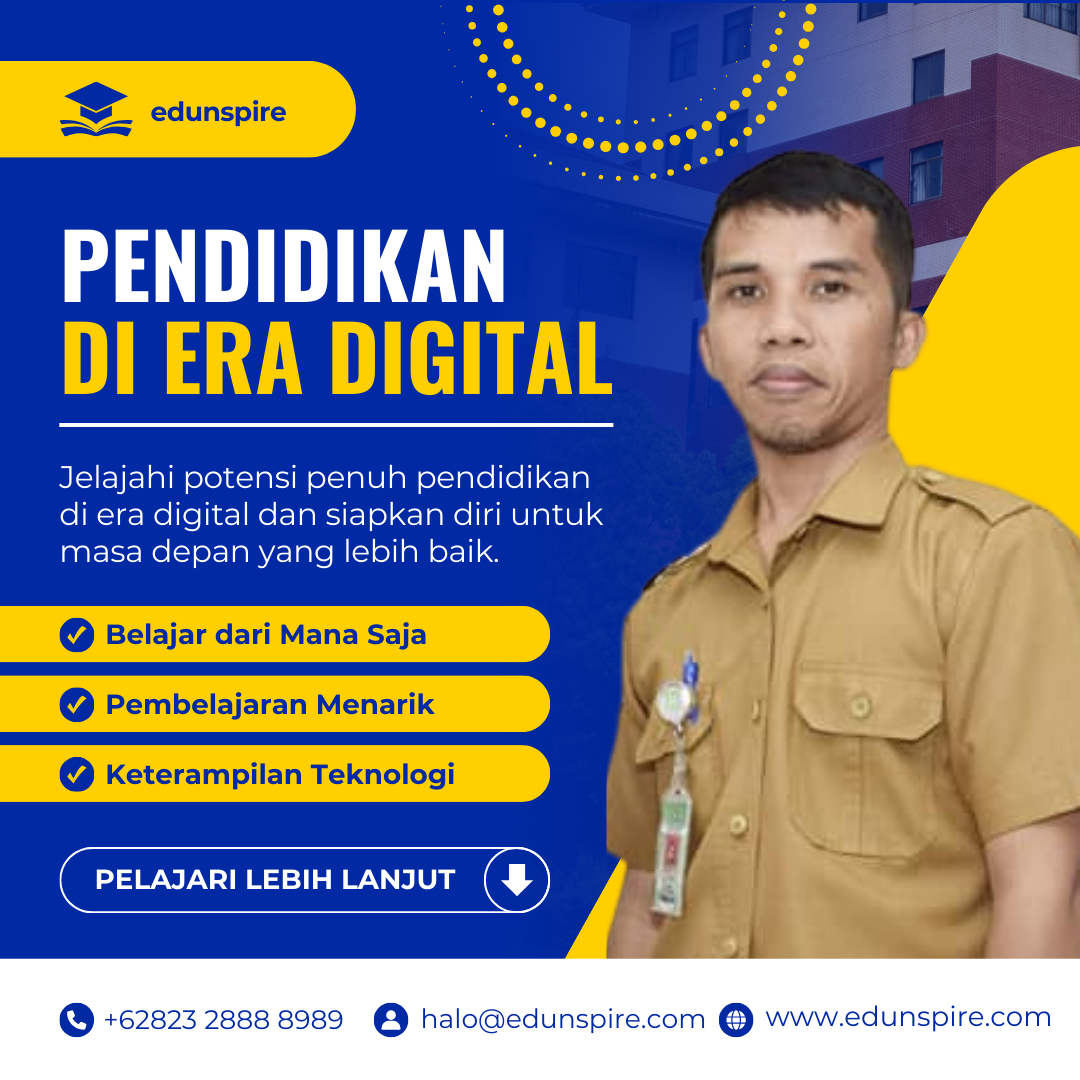 edunspire
PENDIDIKAN
DI ERA DIGITAL
Jelajahi potensi penuh pendidikan
di era digital dan siapkan diri untuk
masa depan yang lebih baik.
Belajar dari Mana Saja
Pembelajaran Menarik
Keterampilan Teknologi
PELAJARI LEBIH LANJUT
+62823 2888 8989
halo@edunspire.com
www.edunspire.com